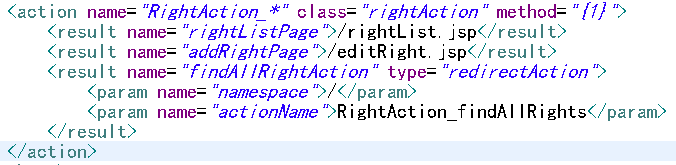 <action name="RightAction_*" class="rightAction" method="{1}">
<result name="rightListPage">/rightList.jsp</result>
<result name="addRightPage">/editRight.jsp</result>
<result name="findAllRightAction" type="redirectAction">
<param name="namespace">/</param>
<param name="actionName">RightAction_findAllRights</param>
</result>
</action>